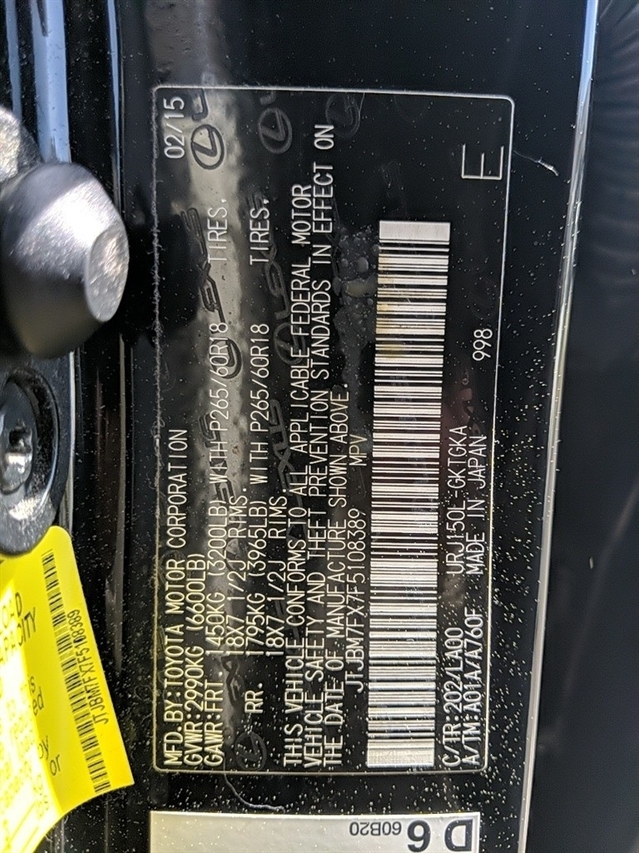 MFD.BY:TOYOTA MOTOR CORPORATION 02/15
GVWR:2990KG (6600LB)
GAWR:FRT. 1450KG (3200LB) WITH P265/60R18 TIRES,
18X7 1/2J RIMS.
RR. 1795KG (3965LB) WITH P265/60R18 TIRES,
18X7 1/2J RIMS.
THIS VEHICLE CONFORMS TO ALL APPLICABLE FEDERAL MOTOR
VEHICLE SAFETY AND THEFT PREVENTION STANDARDS IN EFFECT ON
THE DATE OF MANUFACTURE SHOWN ABOVE.
JTJBM7FX7F5108389 MPV
C/TR:202/LA00 URJ150L-GKTGKA 998
A/TM:A01A/A760F MADE IN JAPAN
E
JTJBM7FX7F5108389
by
or
D 6
60B20